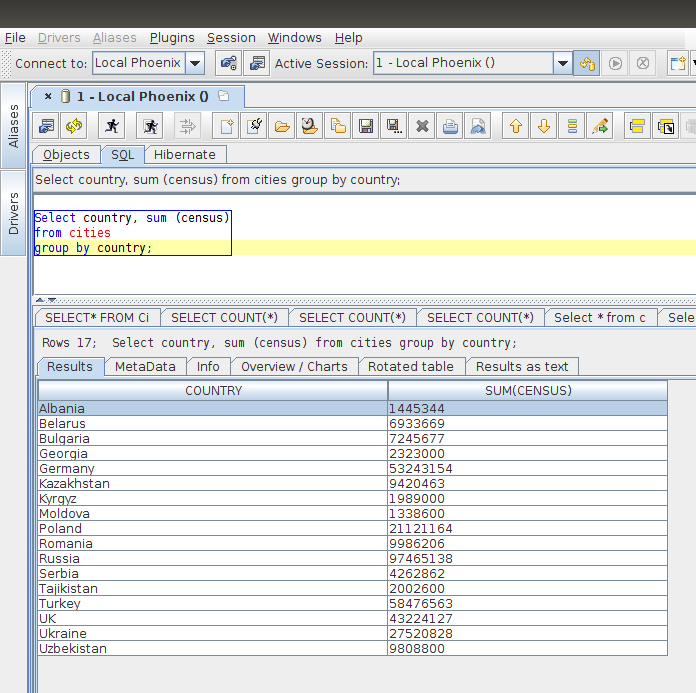 File Drivers Aliases Plugins Session Windows Help
Connect to: Local Phoenix Active Session: 1 - Local Phoenix ()
Aliases
Drivers
1 - Local Phoenix ()
Objects SQL Hibernate
Select country, sum (census) from cities group by country;
Select country, sum (census)
from cities
group by country;
SELECT* FROM Ci SELECT COUNT(*) SELECT COUNT(*) SELECT COUNT(*) Select * from c Sele
Rows 17; Select country, sum (census) from cities group by country;
Results MetaData Info Overview / Charts Rotated table Results as text
COUNTRY SUM(CENSUS)
Albania 1445344
Belarus 6933669
Bulgaria 7245677
Georgia 2323000
Germany 53243154
Kazakhstan 9420463
Kyrgyz 1989000
Moldova 1338600
Poland 21121164
Romania 9986206
Russia 97465138
Serbia 4262862
Tajikistan 2002600
Turkey 58476563
UK 43224127
Ukraine 27520828
Uzbekistan 9808800